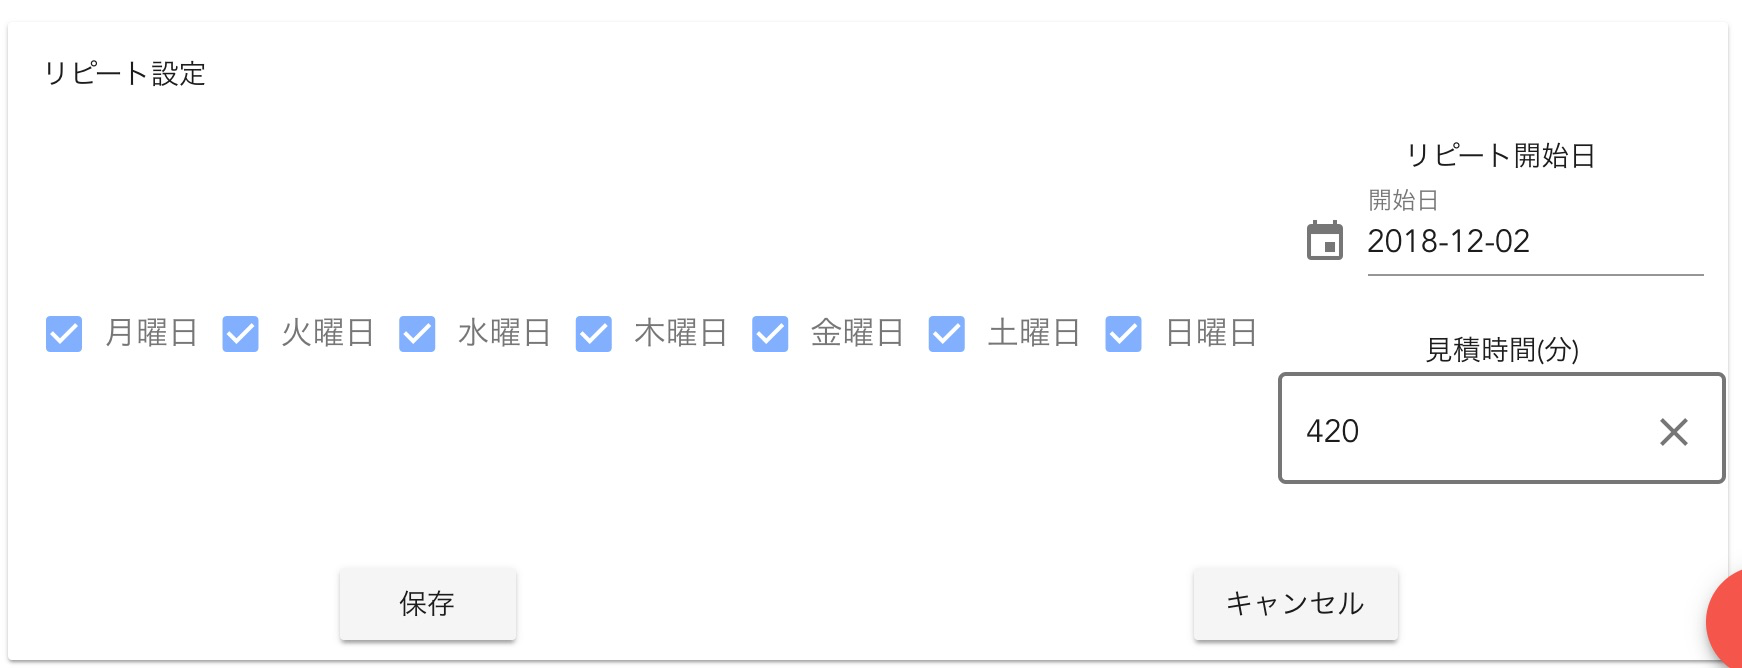 リピート設定
リピート開始日
開始日
2018-12-02
月曜日 火曜日 水曜日 木曜日 金曜日 土曜日 日曜日
見積時間(分)
420
保存 キャンセル